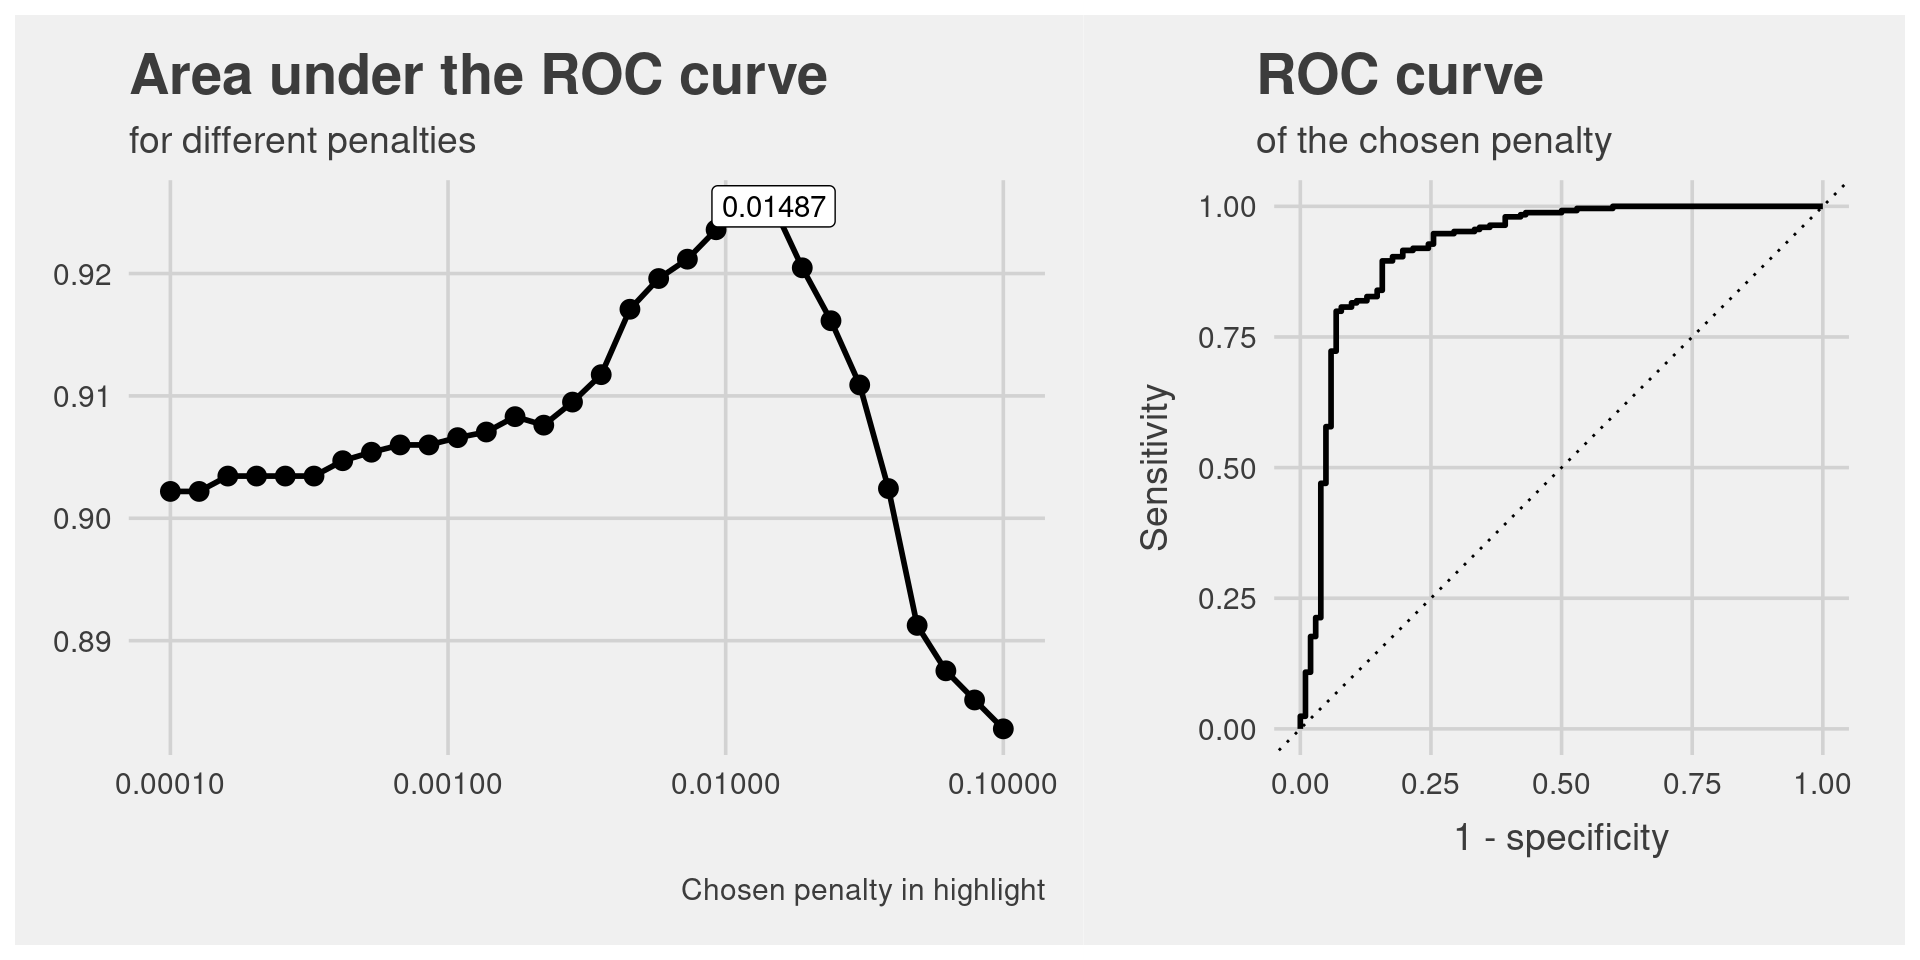 Area under the ROC curve
for different penalties
0.01487
0.92
0.91
0.90
0.89
0.00010 0.00100 0.01000 0.10000
Chosen penalty in highlight
ROC curve
of the chosen penalty
Sensitivity
1.00
0.75
0.50
0.25
0.00
0.00 0.25 0.50 0.75 1.00
1 - specificity